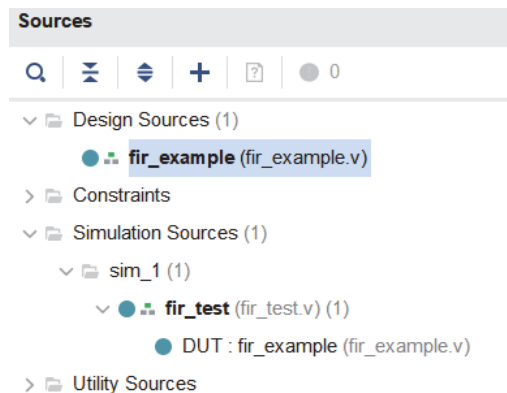 Sources
? 0
Design Sources (1)
fir_example (fir_example.v)
Constraints
Simulation Sources (1)
sim_1 (1)
fir_test (fir_test.v) (1)
DUT : fir_example (fir_example.v)
Utility Sources